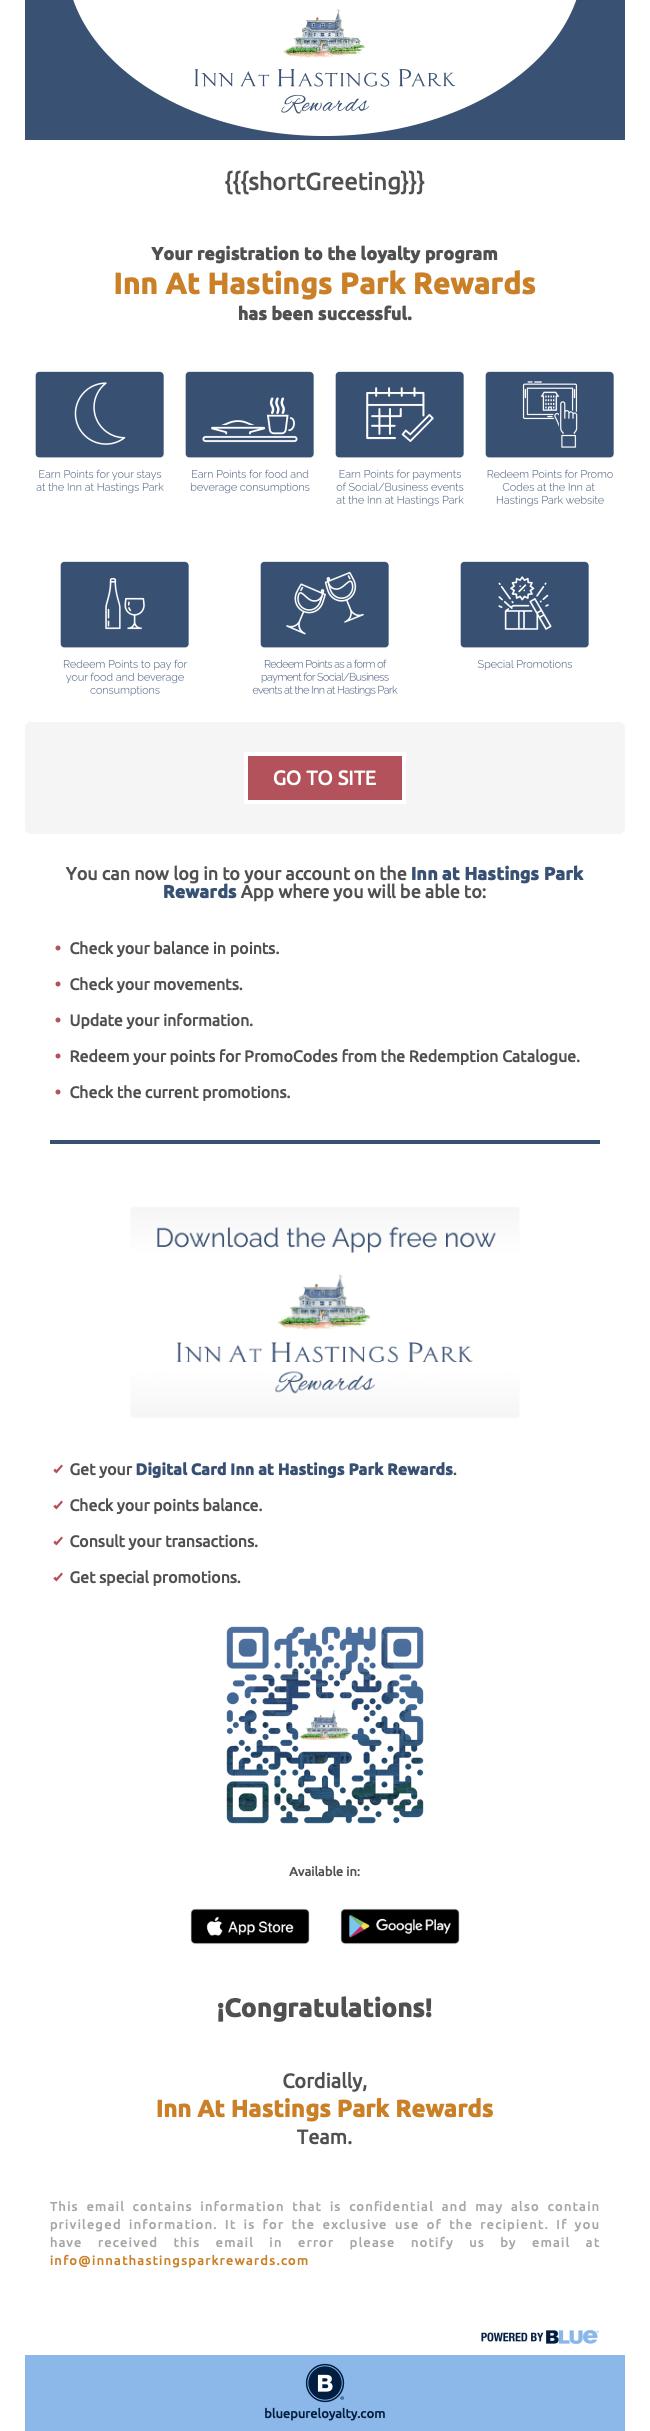 INN AT HASTINGS PARK
Rewards
{{{shortGreeting}}}
Your registration to the loyalty program
Inn At Hastings Park Rewards
has been successful.
Earn Points for your stays
at the Inn at Hastings Park
Earn Points for food and
beverage consumptions
Earn Points for payments
of Social/Business events
at the Inn at Hastings Park
Redeem Points for Promo
Codes at the Inn at
Hastings Park website
Redeem Points to pay for
your food and beverage
consumptions
Redeem Points as a form of
payment for Social/Business
events at the Inn at Hastings Park
Special Promotions
GO TO SITE
You can now log in to your account on the Inn at Hastings Park
Rewards App where you will be able to:
• Check your balance in points.
• Check your movements.
• Update your information.
• Redeem your points for PromoCodes from the Redemption Catalogue.
• Check the current promotions.
Download the App free now
INN AT HASTINGS PARK
Rewards
✓ Get your Digital Card Inn at Hastings Park Rewards.
✓ Check your points balance.
✓ Consult your transactions.
✓ Get special promotions.
Available in:
App Store
Google Play
¡Congratulations!
Cordially,
Inn At Hastings Park Rewards
Team.
This email contains information that is confidential and may also contain
privileged information. It is for the exclusive use of the recipient. If you
have received this email in error please notify us by email at
info@innathastingsparkrewards.com
POWERED BY BLUe
B
bluepureloyalty.com